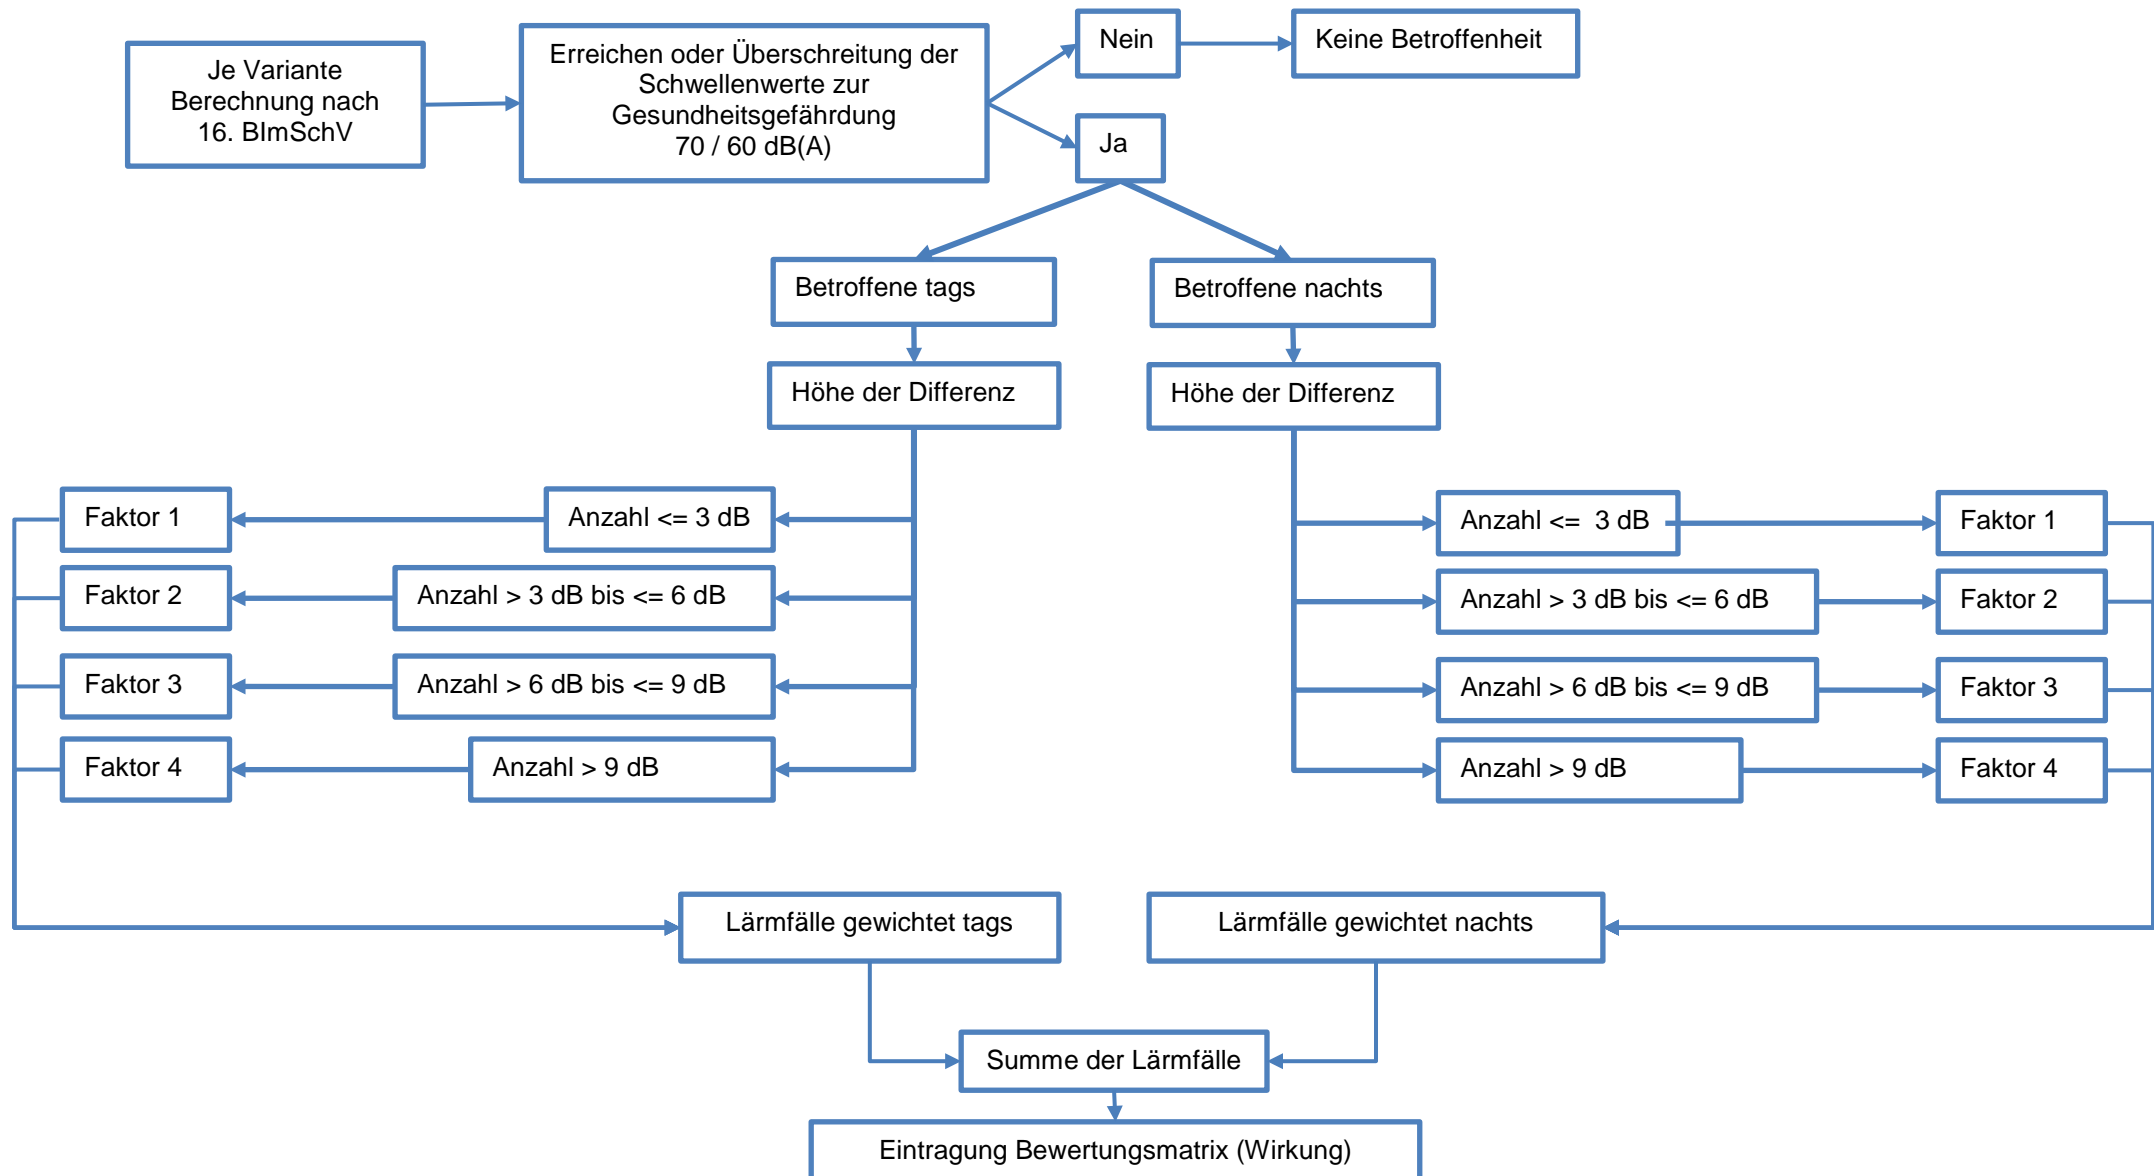 Je Variante
Berechnung nach
16. BImSchV
Erreichen oder Überschreitung der
Schwellenwerte zur
Gesundheitsgefährdung
70 / 60 dB(A)
Nein
Keine Betroffenheit
Ja
Betroffene tags
Betroffene nachts
Höhe der Differenz
Höhe der Differenz
Faktor 1
Anzahl <= 3 dB
Anzahl <= 3 dB
Faktor 1
Faktor 2
Anzahl > 3 dB bis <= 6 dB
Anzahl > 3 dB bis <= 6 dB
Faktor 2
Faktor 3
Anzahl > 6 dB bis <= 9 dB
Anzahl > 6 dB bis <= 9 dB
Faktor 3
Faktor 4
Anzahl > 9 dB
Anzahl > 9 dB
Faktor 4
Lärmfälle gewichtet tags
Lärmfälle gewichtet nachts
Summe der Lärmfälle
Eintragung Bewertungsmatrix (Wirkung)